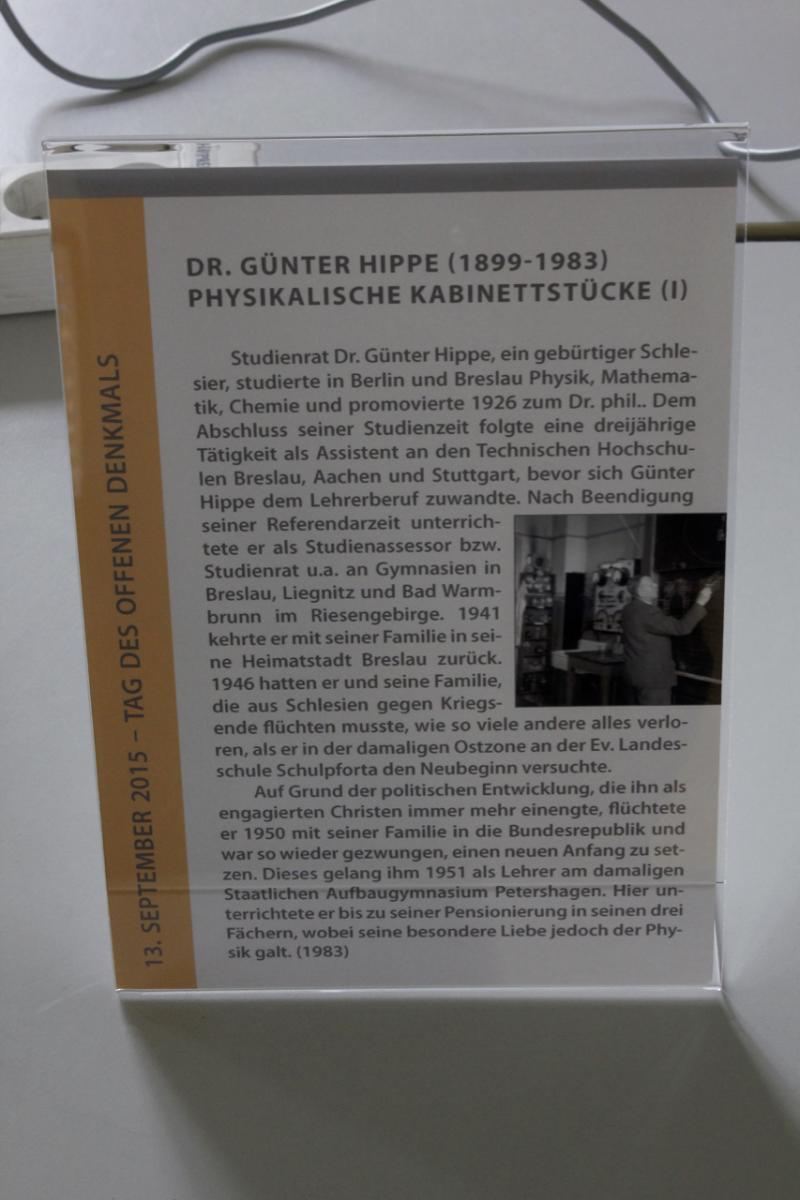 DR. GÜNTER HIPPE (1899-1983)
PHYSIKALISCHE KABINETTSTÜCKE (I)
Studienrat Dr. Günter Hippe, ein gebürtiger Schle-
sier, studierte in Berlin und Breslau Physik, Mathema-
tik, Chemie und promovierte 1926 zum Dr. phil.. Dem
Abschluss seiner Studienzeit folgte eine dreijährige
Tätigkeit als Assistent an den Technischen Hochschu-
len Breslau, Aachen und Stuttgart, bevor sich Günter
Hippe dem Lehrerberuf zuwandte. Nach Beendigung
seiner Referendarzeit unterrich-
tete er als Studienassessor bzw.
Studienrat u.a. an Gymnasien in
Breslau, Liegnitz und Bad Warm-
brunn im Riesengebirge. 1941
kehrte er mit seiner Familie in sei-
ne Heimatstadt Breslau zurück.
1946 hatten er und seine Familie,
die aus Schlesien gegen Kriegs-
ende flüchten musste, wie so viele andere alles verlo-
ren, als er in der damaligen Ostzone an der Ev. Landes-
schule Schulpforta den Neubeginn versuchte.
Auf Grund der politischen Entwicklung, die ihn als
engagierten Christen immer mehr einengte, flüchtete
er 1950 mit seiner Familie in die Bundesrepublik und
war so wieder gezwungen, einen neuen Anfang zu set-
zen. Dieses gelang ihm 1951 als Lehrer am damaligen
Staatlichen Aufbaugymnasium Petershagen. Hier un-
terrichtete er bis zu seiner Pensionierung in seinen drei
Fächern, wobei seine besondere Liebe jedoch der Phy-
sik galt. (1983)
13. SEPTEMBER 2015 – TAG DES OFFENEN DENKMALS